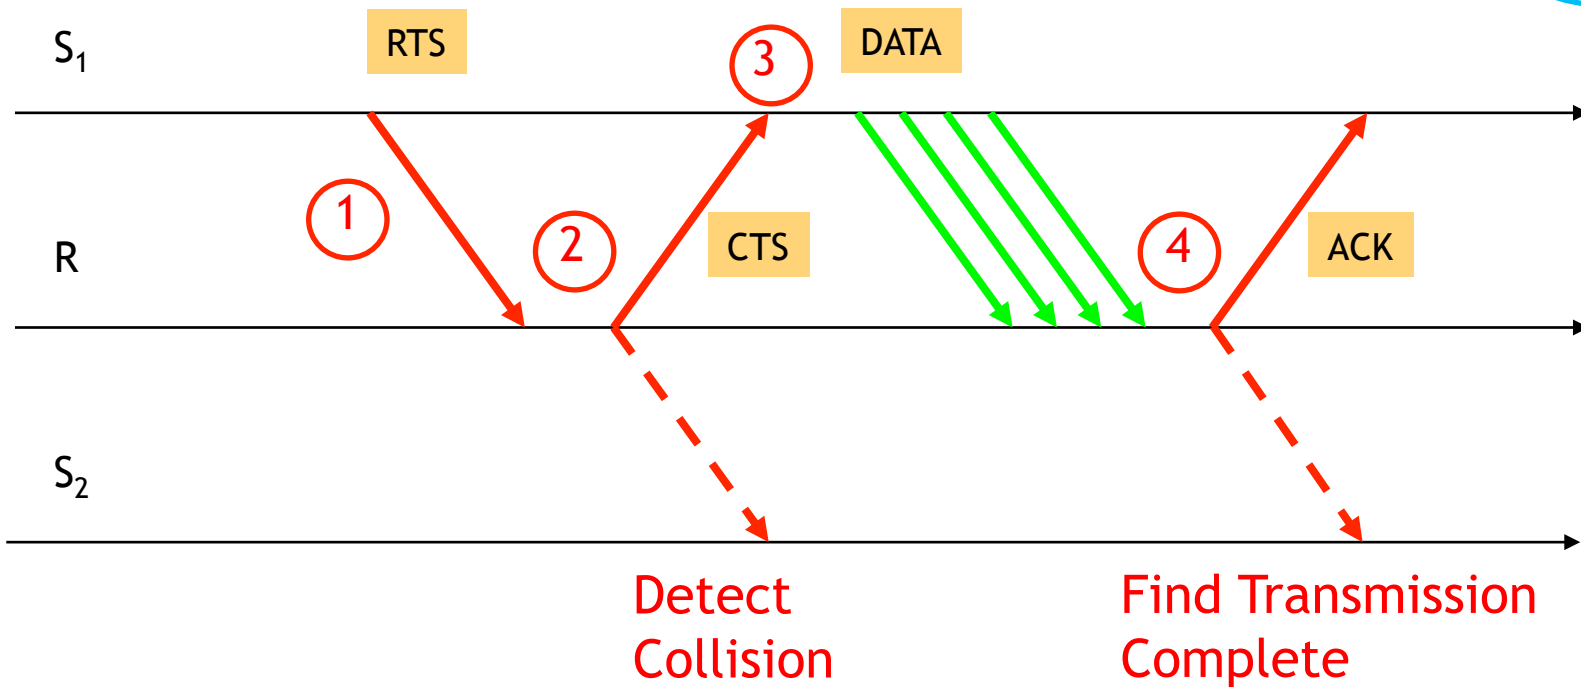 S₁
RTS
3
DATA
1
2
R
CTS
4
ACK
S₂
Detect
Collision
Find Transmission
Complete